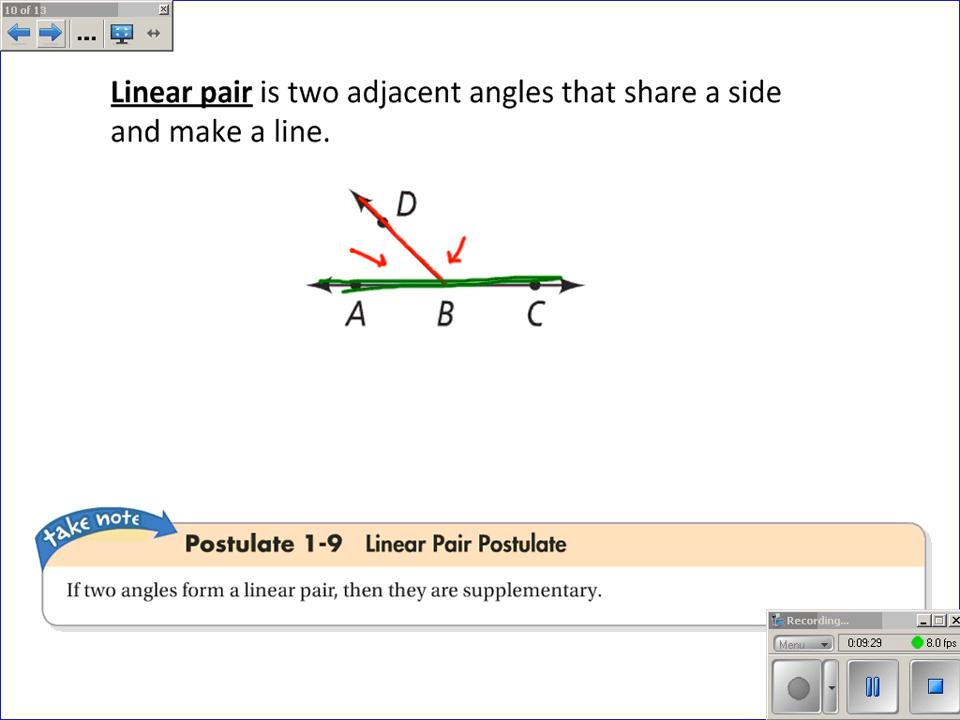 10 of 13
...
Linear pair is two adjacent angles that share a side
and make a line.
D
A B C
take note
Postulate 1-9 Linear Pair Postulate
If two angles form a linear pair, then they are supplementary.
Recording...
Menu 0:09:29 8.0 fps